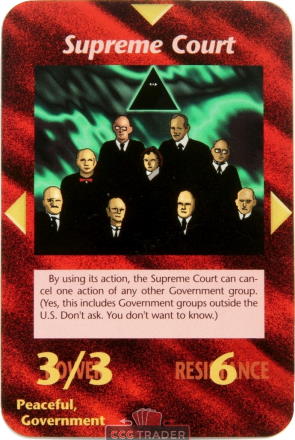 Supreme Court
By using its action, the Supreme Court can can-
cel one action of any other Government group.
(Yes, this includes Government groups outside the
U.S. Don't ask. You don't want to know.)
POWER 3/3 RESISTANCE 6
Peaceful,
Government
CCG TRADER